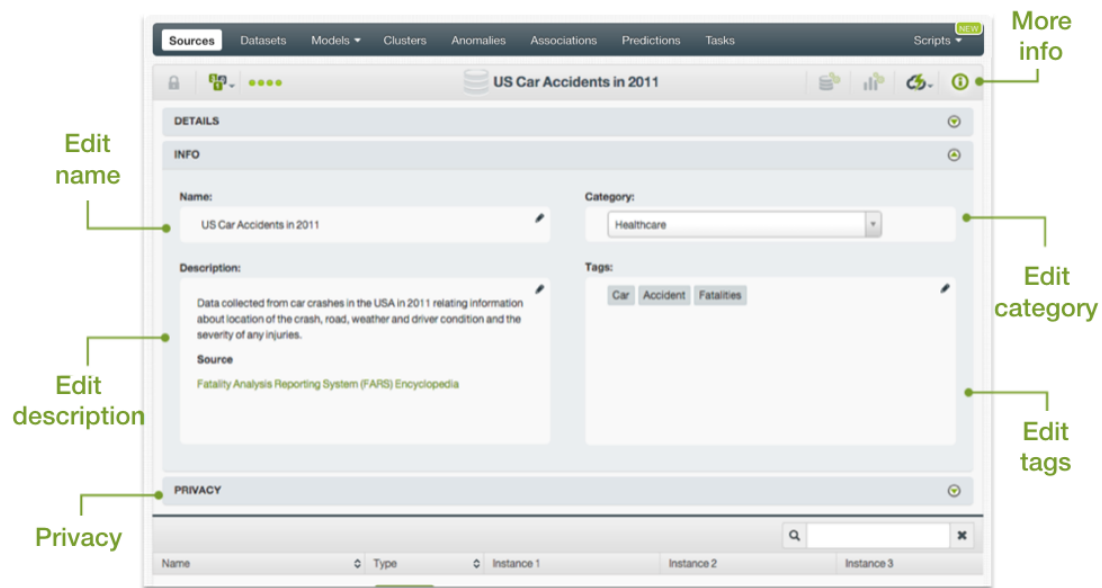 More
info
NEW
Sources Datasets Models Clusters Anomalies Associations Predictions Tasks Scripts
US Car Accidents in 2011
DETAILS
INFO
Edit
name
Name:
US Car Accidents in 2011
Category:
Healthcare
Edit
category
Description:
Data collected from car crashes in the USA in 2011 relating information
about location of the crash, road, weather and driver condition and the
severity of any injuries.
Source
Fatality Analysis Reporting System (FARS) Encyclopedia
Tags:
Car Accident Fatalities
Edit
description
Edit
tags
PRIVACY
Privacy
Name Type Instance 1 Instance 2 Instance 3